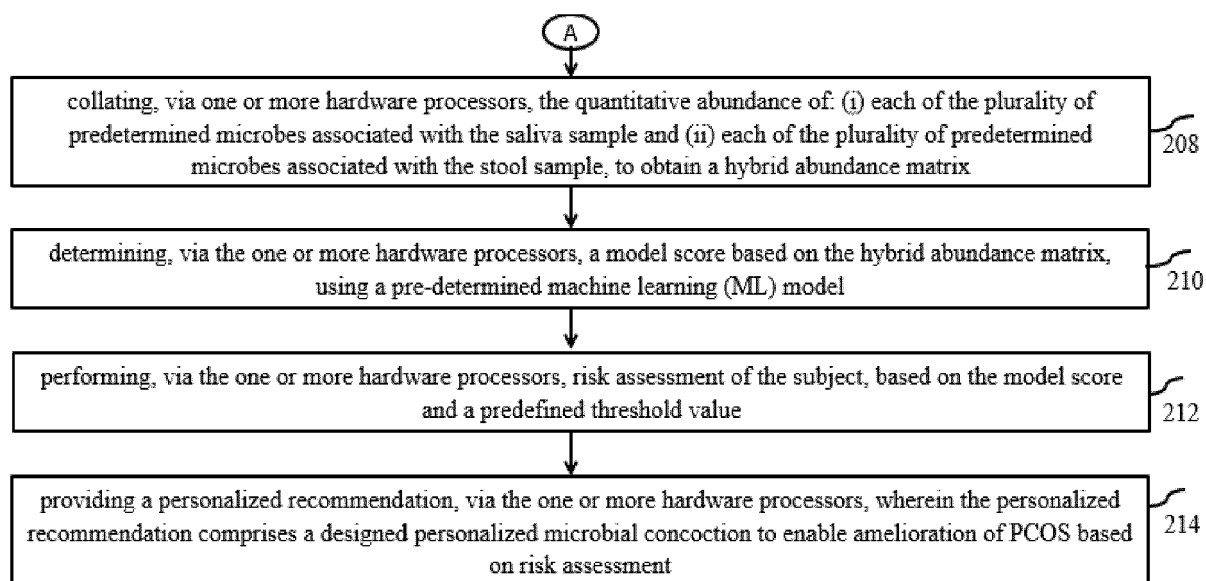 A
collating, via one or more hardware processors, the quantitative abundance of: (i) each of the plurality of
predetermined microbes associated with the saliva sample and (ii) each of the plurality of predetermined
microbes associated with the stool sample, to obtain a hybrid abundance matrix
208
determining, via the one or more hardware processors, a model score based on the hybrid abundance matrix,
using a pre-determined machine learning (ML) model
210
performing, via the one or more hardware processors, risk assessment of the subject, based on the model score
and a predefined threshold value
212
providing a personalized recommendation, via the one or more hardware processors, wherein the personalized
recommendation comprises a designed personalized microbial concoction to enable amelioration of PCOS based
on risk assessment
214